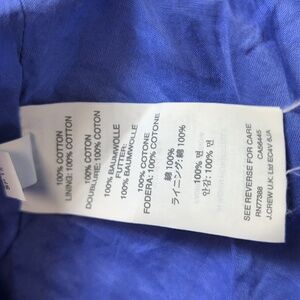 100% COTTON
LINING: 100% COTTON
100% COTON
DOUBLURE: 100% COTON
100% BAUMWOLLE
FUTTER:
100% BAUMWOLLE
100% COTONE
FODERA: 100% COTONE
綿 100%
ライニング: 綿 100%
100% 면
안감: 100% 면
SEE REVERSE FOR CARE
RN77388 CA56445
J.CREW U.K. Ltd EC4V 6JA